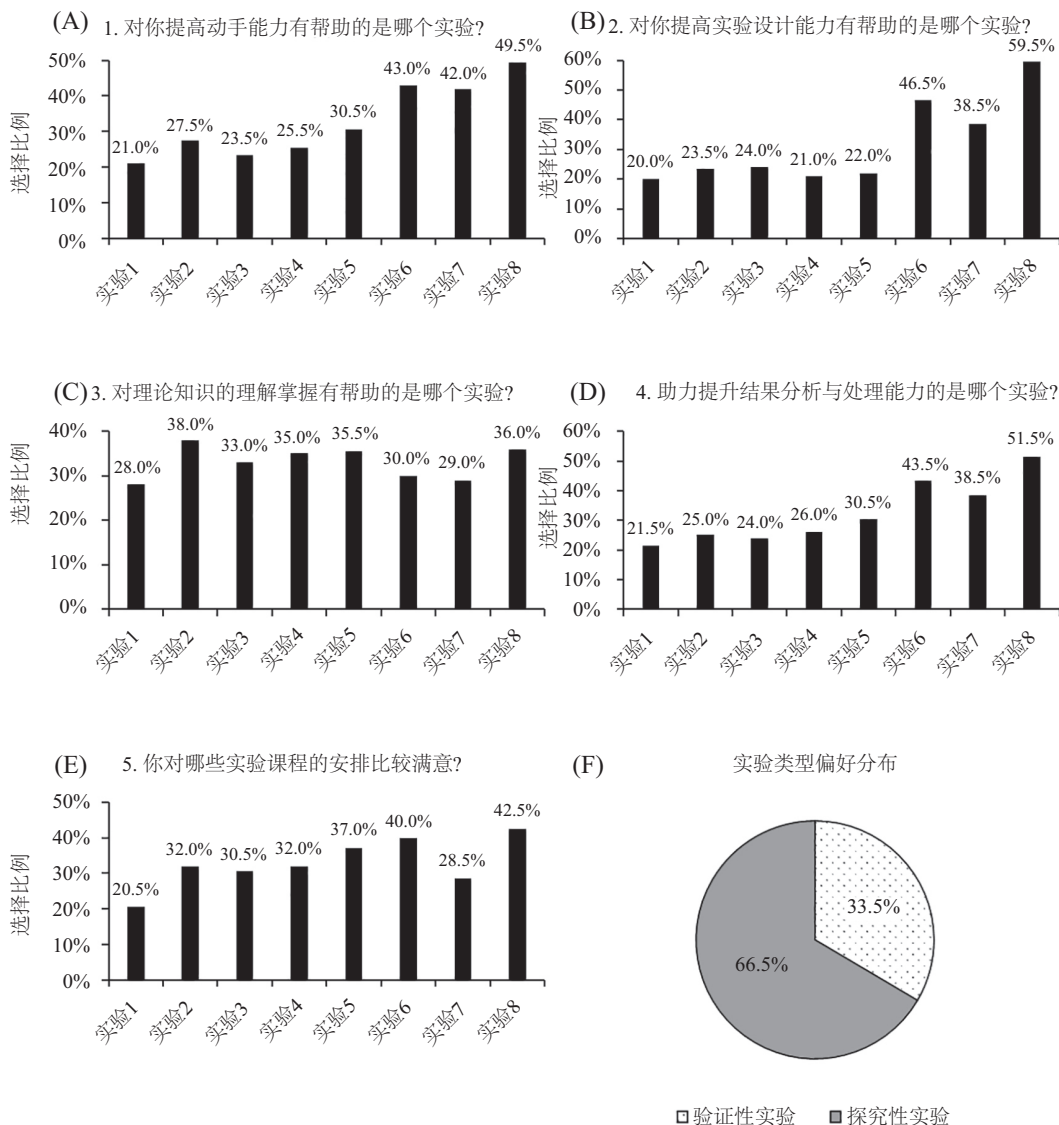 (A) 1. 对你提高动手能力有帮助的是哪个实验?
选择比例
50%
40%
30%
20%
10%
0%
21.0% 27.5% 23.5% 25.5% 30.5% 43.0% 42.0% 49.5%
实验1 实验2 实验3 实验4 实验5 实验6 实验7 实验8
(B) 2. 对你提高实验设计能力有帮助的是哪个实验?
选择比例
60%
50%
40%
30%
20%
10%
0%
20.0% 23.5% 24.0% 21.0% 22.0% 46.5% 38.5% 59.5%
实验1 实验2 实验3 实验4 实验5 实验6 实验7 实验8
(C) 3. 对理论知识的理解掌握有帮助的是哪个实验?
选择比例
40%
30%
20%
10%
0%
28.0% 38.0% 33.0% 35.0% 35.5% 30.0% 29.0% 36.0%
实验1 实验2 实验3 实验4 实验5 实验6 实验7 实验8
(D) 4. 助力提升结果分析与处理能力的是哪个实验?
选择比例
60%
50%
40%
30%
20%
10%
0%
21.5% 25.0% 24.0% 26.0% 30.5% 43.5% 38.5% 51.5%
实验1 实验2 实验3 实验4 实验5 实验6 实验7 实验8
(E) 5. 你对哪些实验课程的安排比较满意?
选择比例
50%
40%
30%
20%
10%
0%
20.5% 32.0% 30.5% 32.0% 37.0% 40.0% 28.5% 42.5%
实验1 实验2 实验3 实验4 实验5 实验6 实验7 实验8
(F) 实验类型偏好分布
33.5%
66.5%
验证性实验 探究性实验